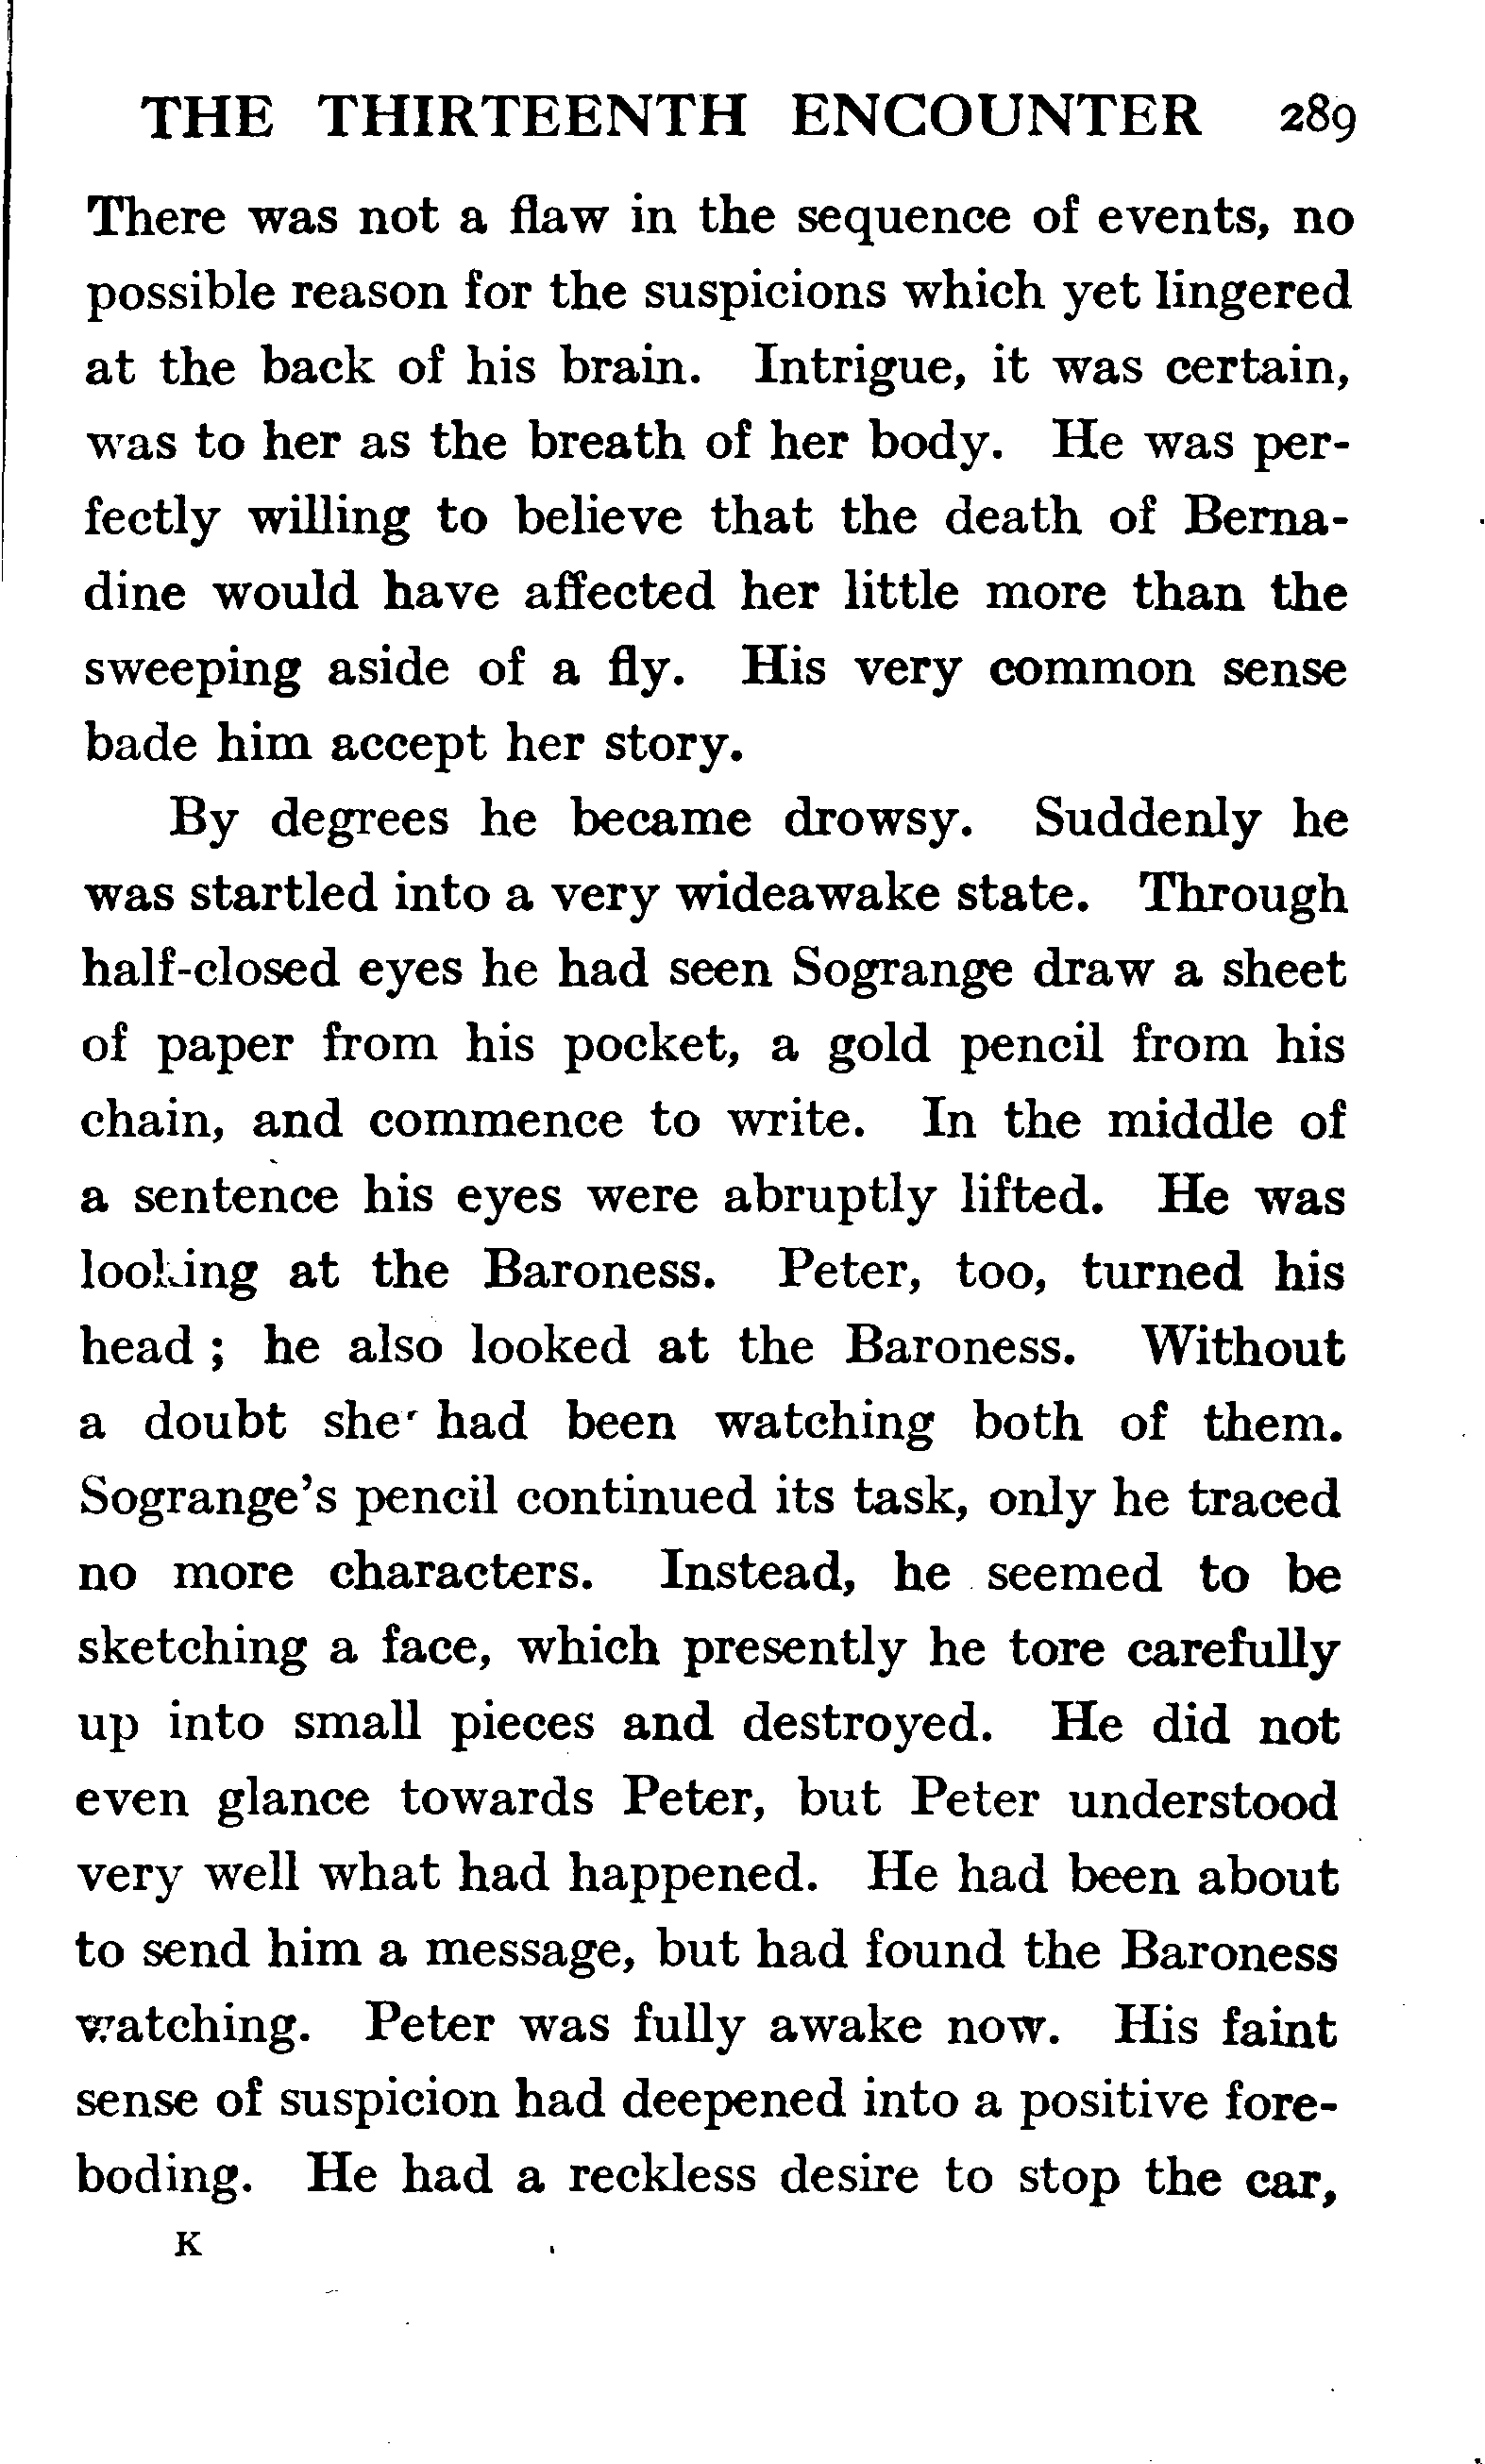 THE THIRTEENTH ENCOUNTER 289
There was not a flaw in the sequence of events, no
possible reason for the suspicions which yet lingered
at the back of his brain. Intrigue, it was certain,
was to her as the breath of her body. He was per-
fectly willing to believe that the death of Berna-
dine would have affected her little more than the
sweeping aside of a fly. His very common sense
bade him accept her story.
By degrees he became drowsy. Suddenly he
was startled into a very wideawake state. Through
half-closed eyes he had seen Sogrange draw a sheet
of paper from his pocket, a gold pencil from his
chain, and commence to write. In the middle of
a sentence his eyes were abruptly lifted. He was
looking at the Baroness. Peter, too, turned his
head ; he also looked at the Baroness. Without
a doubt she had been watching both of them.
Sogrange's pencil continued its task, only he traced
no more characters. Instead, he seemed to be
sketching a face, which presently he tore carefully
up into small pieces and destroyed. He did not
even glance towards Peter, but Peter understood
very well what had happened. He had been about
to send him a message, but had found the Baroness
watching. Peter was fully awake now. His faint
sense of suspicion had deepened into a positive fore-
boding. He had a reckless desire to stop the car,
K